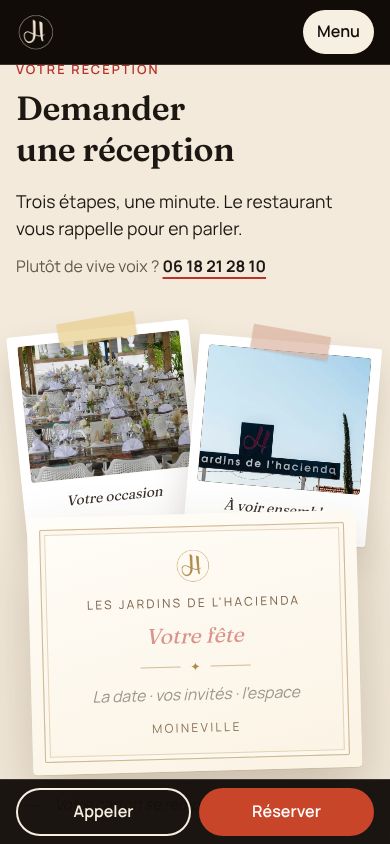 Menu
VOTRE RÉCEPTION
Demander
une réception
Trois étapes, une minute. Le restaurant
vous rappelle pour en parler.
Plutôt de vive voix ? 06 18 21 28 10
ardins de l'hacienda
Votre occasion
À voir
LES JARDINS DE L'HACIENDA
Votre fête
La date · vos invités · l'espace
MOINEVILLE
Appeler
Réserver